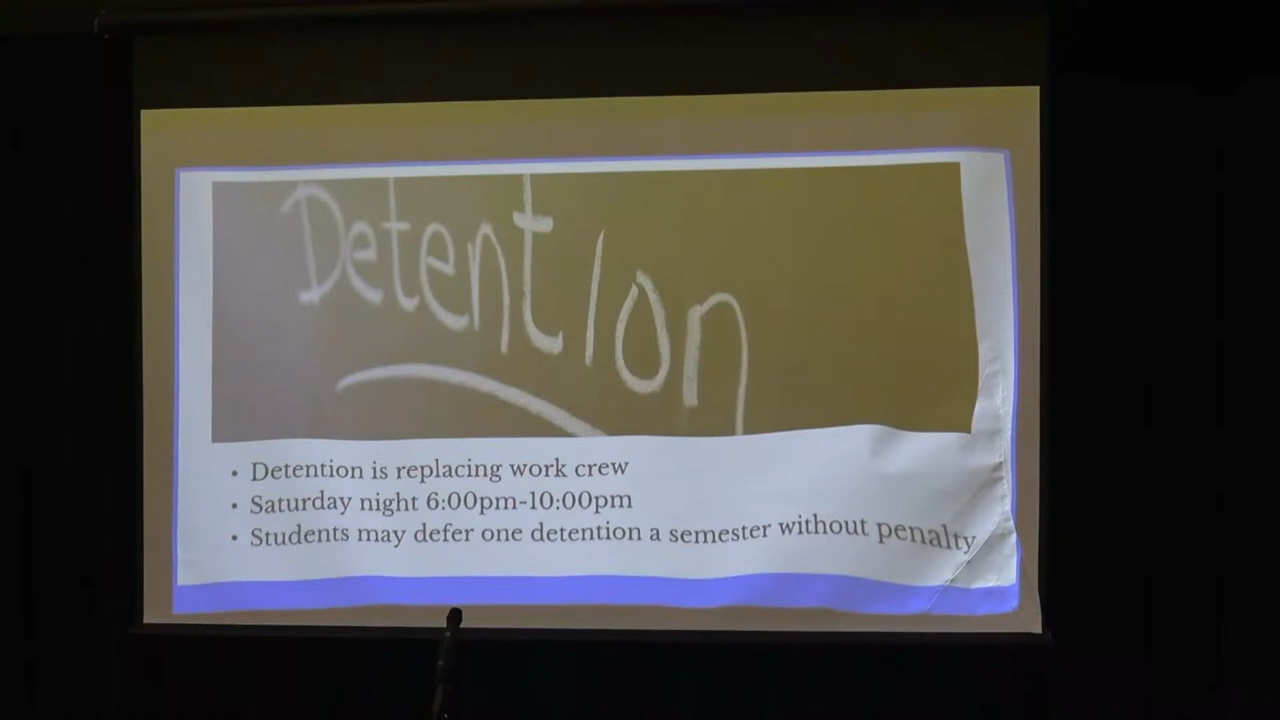 Detention
• Detention is replacing work crew
• Saturday night 6:00pm-10:00pm
• Students may defer one detention a semester without penalty